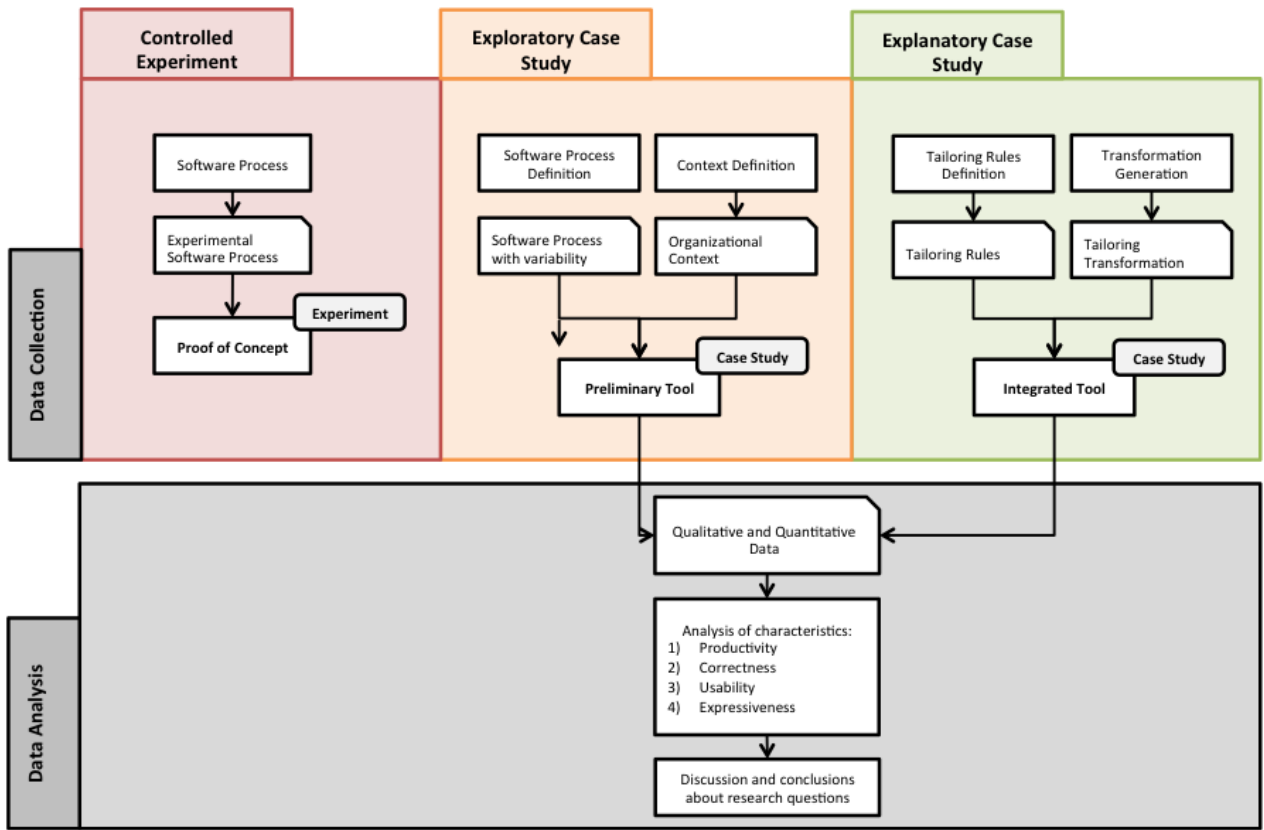 Controlled
Experiment
Exploratory Case
Study
Explanatory Case
Study
Data Collection
Software Process
Experimental
Software Process
Experiment
Proof of Concept
Software Process
Definition
Context Definition
Software Process
with variability
Organizational
Context
Case Study
Preliminary Tool
Tailoring Rules
Definition
Transformation
Generation
Tailoring Rules
Tailoring
Transformation
Case Study
Integrated Tool
Data Analysis
Qualitative and Quantitative
Data
Analysis of characteristics:
1) Productivity
2) Correctness
3) Usability
4) Expressiveness
Discussion and conclusions
about research questions